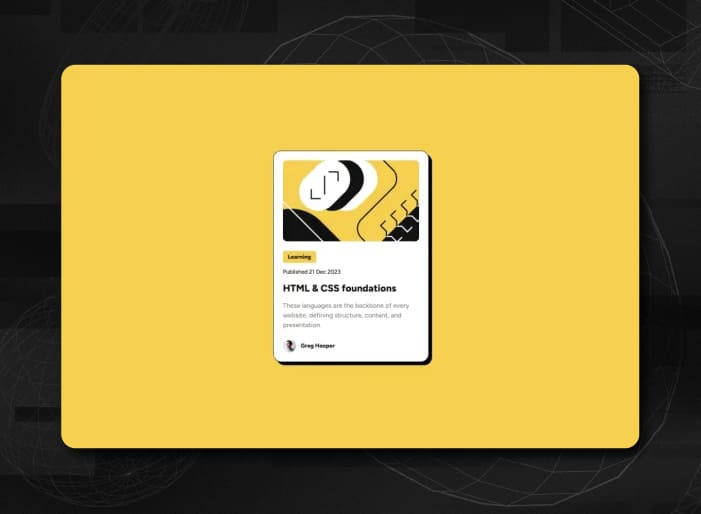 Learning
Published 21 Dec 2023
HTML & CSS foundations
These languages are the backbone of every
website, defining structure, content, and
presentation.
Greg Hooper